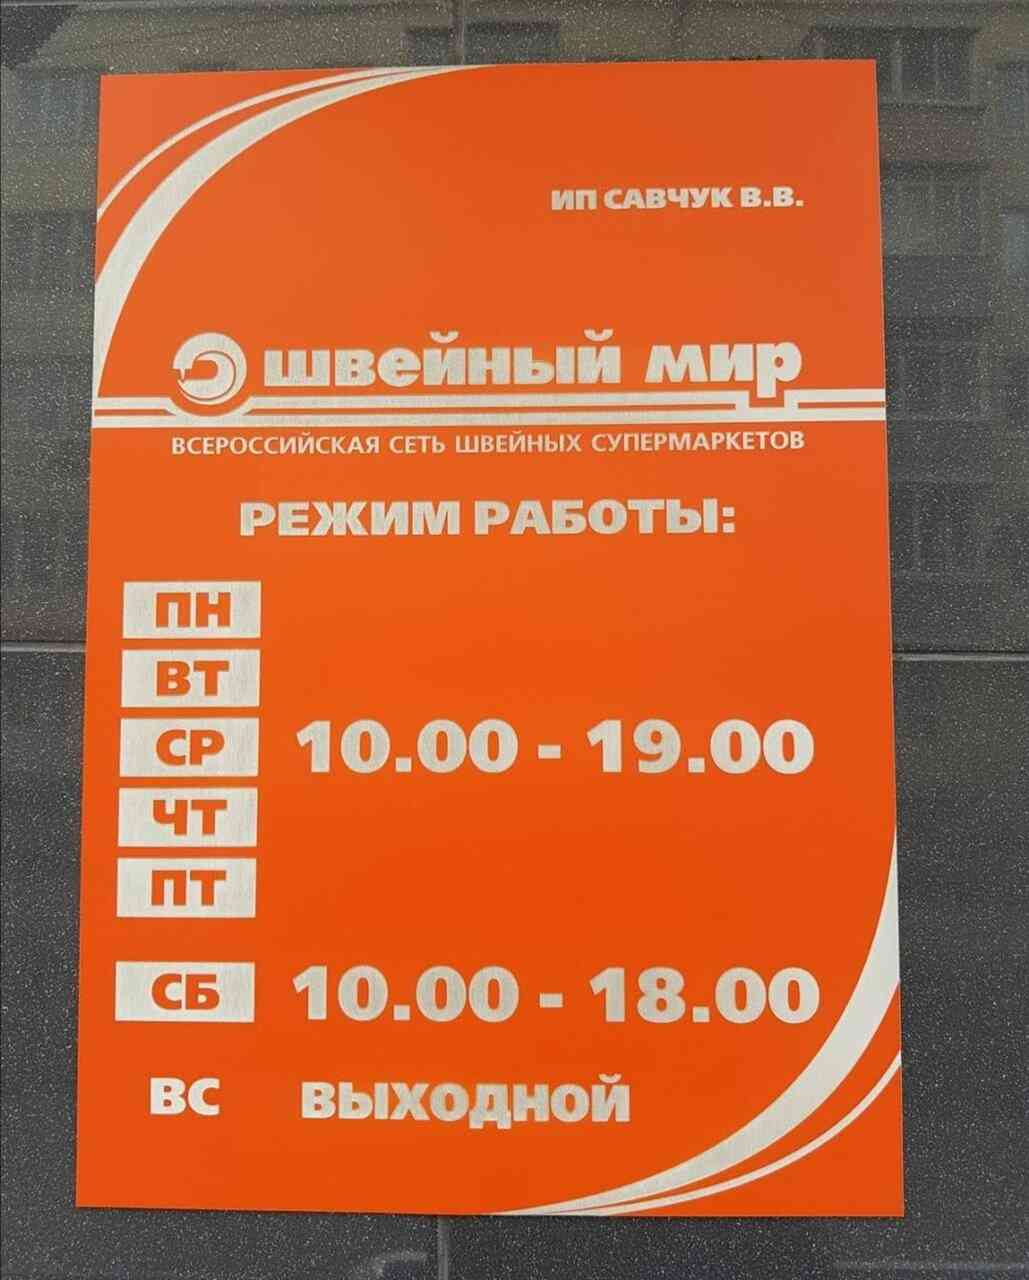 ИП САВЧУК В.В.
швейный мир
ВСЕРОССИЙСКАЯ СЕТЬ ШВЕЙНЫХ СУПЕРМАРКЕТОВ
РЕЖИМ РАБОТЫ:
ПН
ВТ
СР 10.00 - 19.00
ЧТ
ПТ
СБ 10.00 - 18.00
ВС ВЫХОДНОЙ